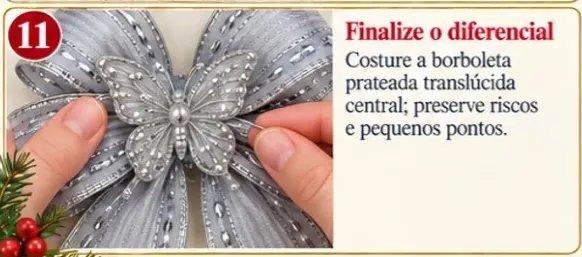 11
Finalize o diferencial
Costure a borboleta
prateada translúcida
central; preserve riscos
e pequenos pontos.